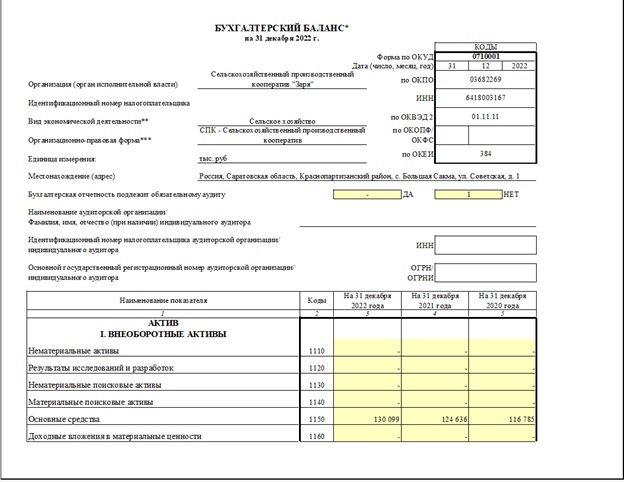 БУХГАЛТЕРСКИЙ БАЛАНС*
на 31 декабря 2022 г.
КОДЫ
Форма по ОКУД 0710001
Дата (число, месяц, год) 31 12 2022
Организация (орган исполнительной власти) Сельскохозяйственный производственный кооператив "Заря" по ОКПО 03682269
Идентификационный номер налогоплательщика ИНН 6418003167
Вид экономической деятельности** Сельское хозяйство по ОКВЭД 2 01.11.11
Организационно-правовая форма*** СПК - Сельскохозяйственный производственный кооператив по ОКОПФ/ ОКФС
Единица измерения: тыс. руб по ОКЕИ 384
Местонахождение (адрес) Россия, Саратовская область, Краснопартизанский район, с. Большая Сакма, ул. Советская, д. 1
Бухгалтерская отчетность подлежит обязательному аудиту - ДА 1 НЕТ
Наименование аудиторской организации/
Фамилия, имя, отчество (при наличии) индивидуального аудитора
Идентификационный номер налогоплательщика аудиторской организации/
индивидуального аудитора ИНН
Основной государственный регистрационный номер аудиторской организации/ ОГРН/
индивидуального аудитора ОГРНИ
Наименование показателя Коды На 31 декабря 2022 года На 31 декабря 2021 года На 31 декабря 2020 года
1 2 3 4 5
АКТИВ
I. ВНЕОБОРОТНЫЕ АКТИВЫ
Нематериальные активы 1110 - - -
Результаты исследований и разработок 1120 - - -
Нематериальные поисковые активы 1130 - - -
Материальные поисковые активы 1140 - - -
Основные средства 1150 130 099 124 636 116 785
Доходные вложения в материальные ценности 1160 - - -